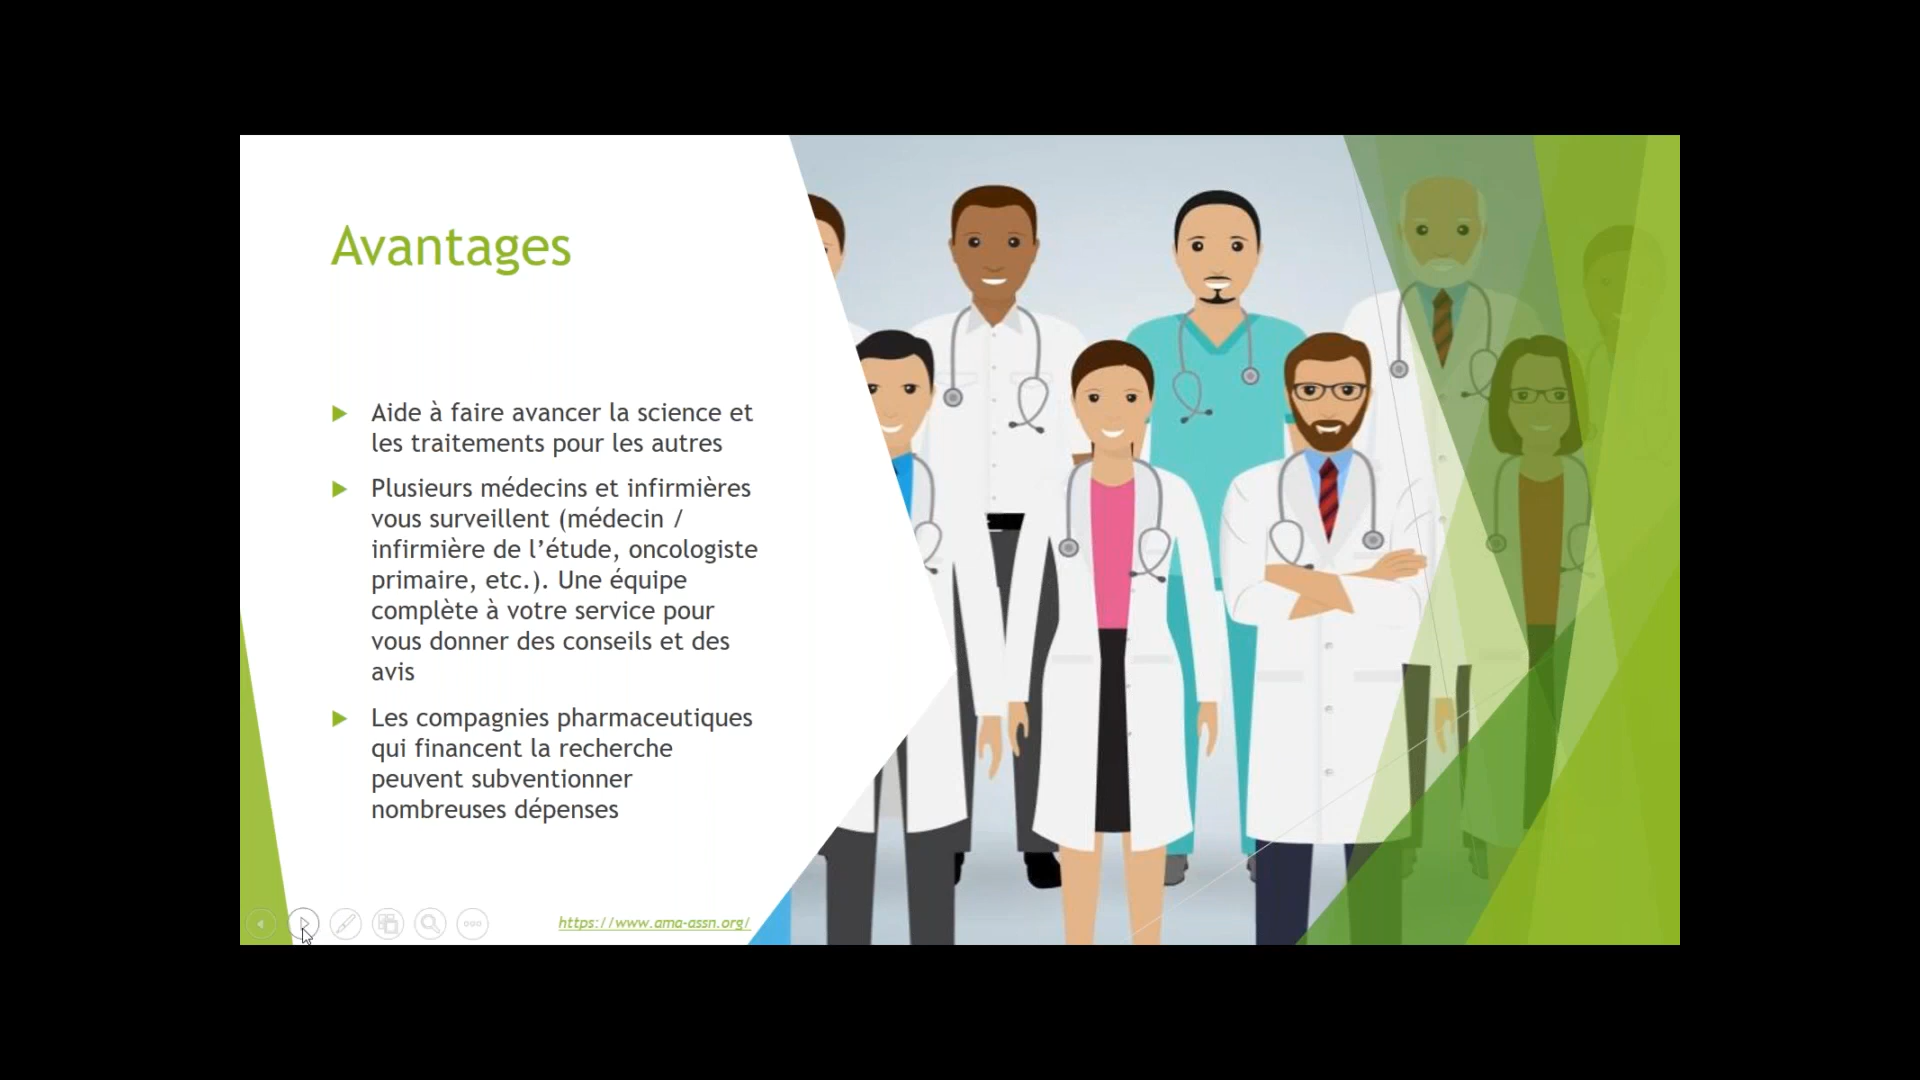 Avantages
Aide à faire avancer la science et
les traitements pour les autres
Plusieurs médecins et infirmières
vous surveillent (médecin /
infirmière de l’étude, oncologiste
primaire, etc.). Une équipe
complète à votre service pour
vous donner des conseils et des
avis
Les compagnies pharmaceutiques
qui financent la recherche
peuvent subventionner
nombreuses dépenses
https://www.ama-assn.org/